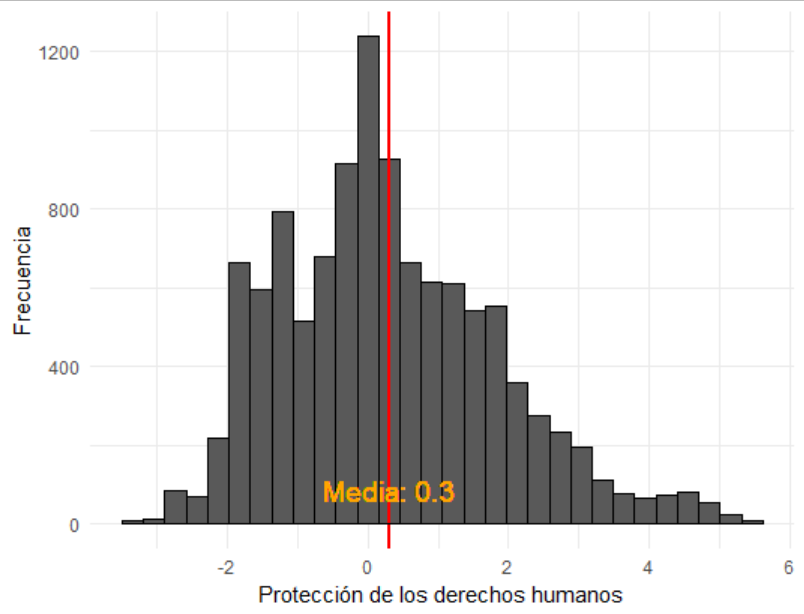 1200
800
400
0
Frecuencia
Media: 0.3
-2 0 2 4 6
Protección de los derechos humanos